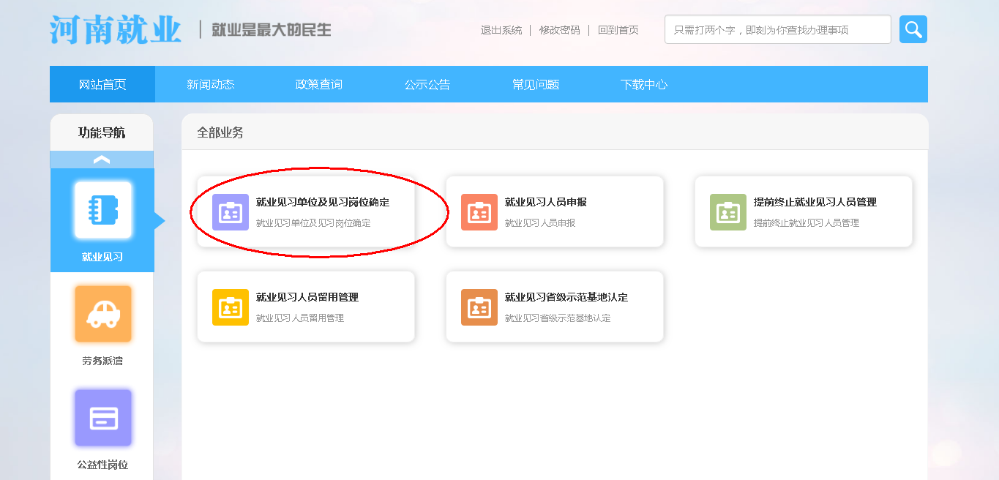 河南就业 | 就业是最大的民生
退出系统 | 修改密码 | 回到首页
只需打两个字，即刻为你查找办理事项
网站首页 新闻动态 政策查询 公示公告 常见问题 下载中心
功能导航
就业见习
劳务派遣
公益性岗位
全部业务
就业见习单位及见习岗位确定
就业见习单位及见习岗位确定
就业见习人员申报
就业见习人员申报
提前终止就业见习人员管理
提前终止就业见习人员管理
就业见习人员留用管理
就业见习人员留用管理
就业见习省级示范基地认定
就业见习省级示范基地认定